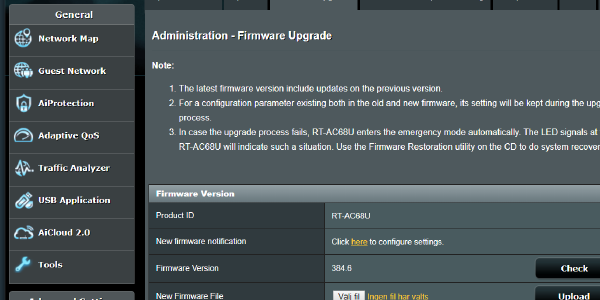 General
Network Map
Guest Network
AiProtection
Adaptive QoS
Traffic Analyzer
USB Application
AiCloud 2.0
Tools
Administration - Firmware Upgrade
Note:
1. The latest firmware version include updates on the previous version.
2. For a configuration parameter existing both in the old and new firmware, its setting will be kept during the upg
process.
3. In case the upgrade process fails, RT-AC68U enters the emergency mode automatically. The LED signals at
RT-AC68U will indicate such a situation. Use the Firmware Restoration utility on the CD to do system recover
Firmware Version
Product ID RT-AC68U
New firmware notification Click here to configure settings.
Firmware Version 384.6 Check
New Firmware File Välj fil Ingen fil har valts Upload